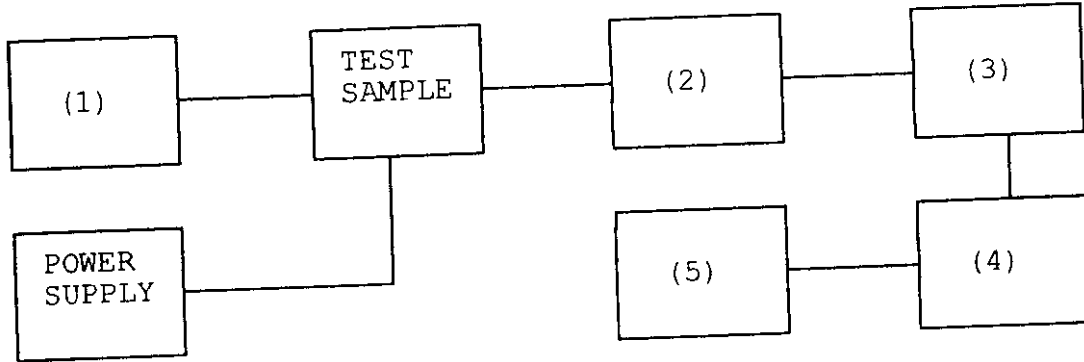 (1)
TEST
SAMPLE
(2)
(3)
POWER
SUPPLY
(5)
(4)